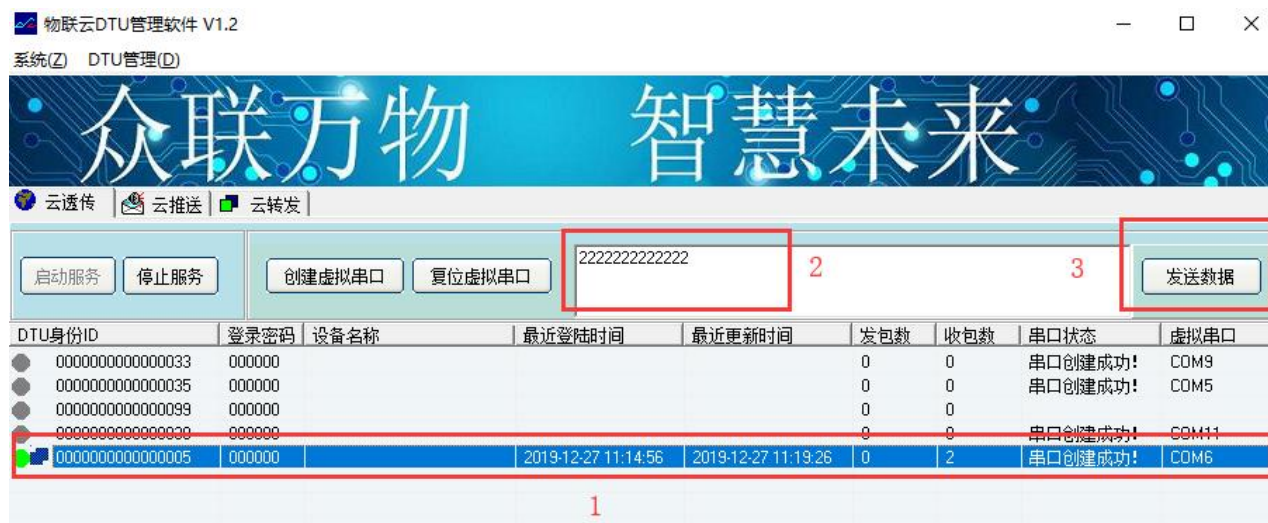 物联云DTU管理软件 V1.2
系统(Z) DTU管理(D)
众联万物 智慧未来
云透传 云推送 云转发
启动服务 停止服务 创建虚拟串口 复位虚拟串口 2222222222222 2 3 发送数据
DTU身份ID 登录密码 设备名称 最近登陆时间 最近更新时间 发包数 收包数 串口状态 虚拟串口
0000000000000033 000000 0 0 串口创建成功! COM9
0000000000000035 000000 0 0 串口创建成功! COM5
0000000000000099 000000 0 0
000000 0 0 串口创建成功! COM11
0000000000000005 000000 2019-12-27 11:14:56 2019-12-27 11:19:26 0 2 串口创建成功! COM6
1